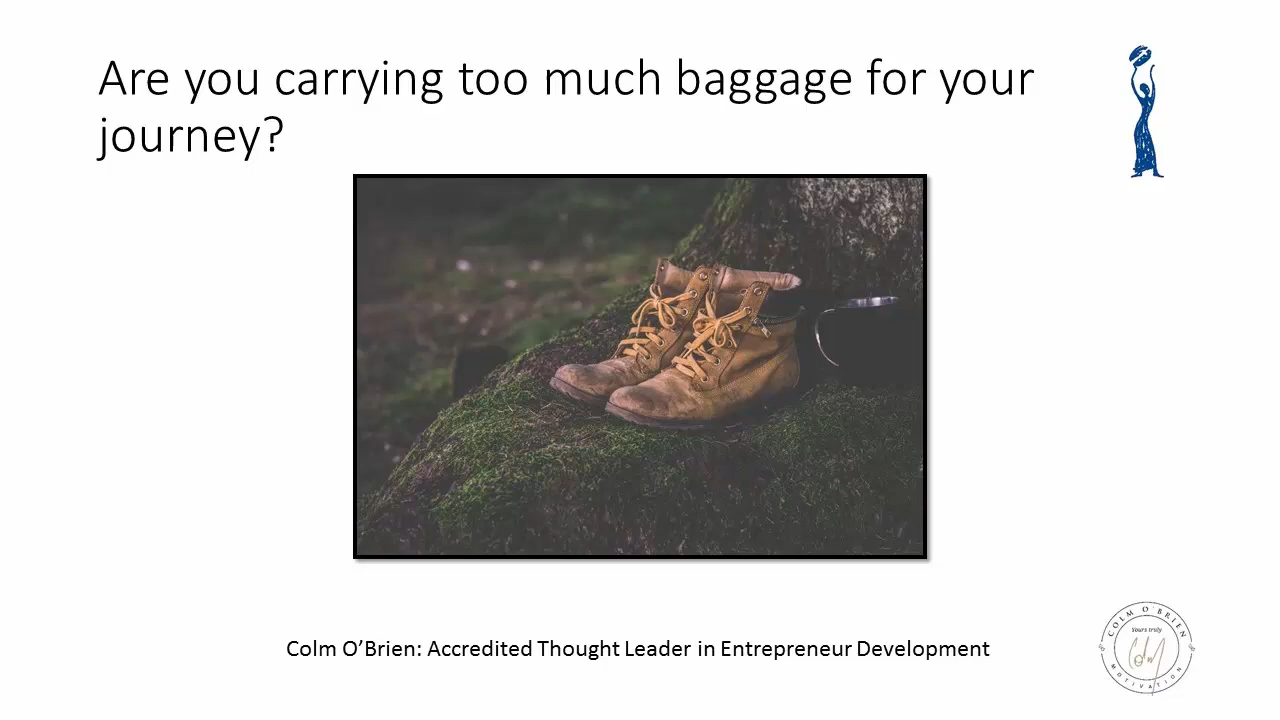 Are you carrying too much baggage for your
journey?
Colm O’Brien: Accredited Thought Leader in Entrepreneur Development
COLM O'BRIEN
Yours truly
Colm
MOTIVATION